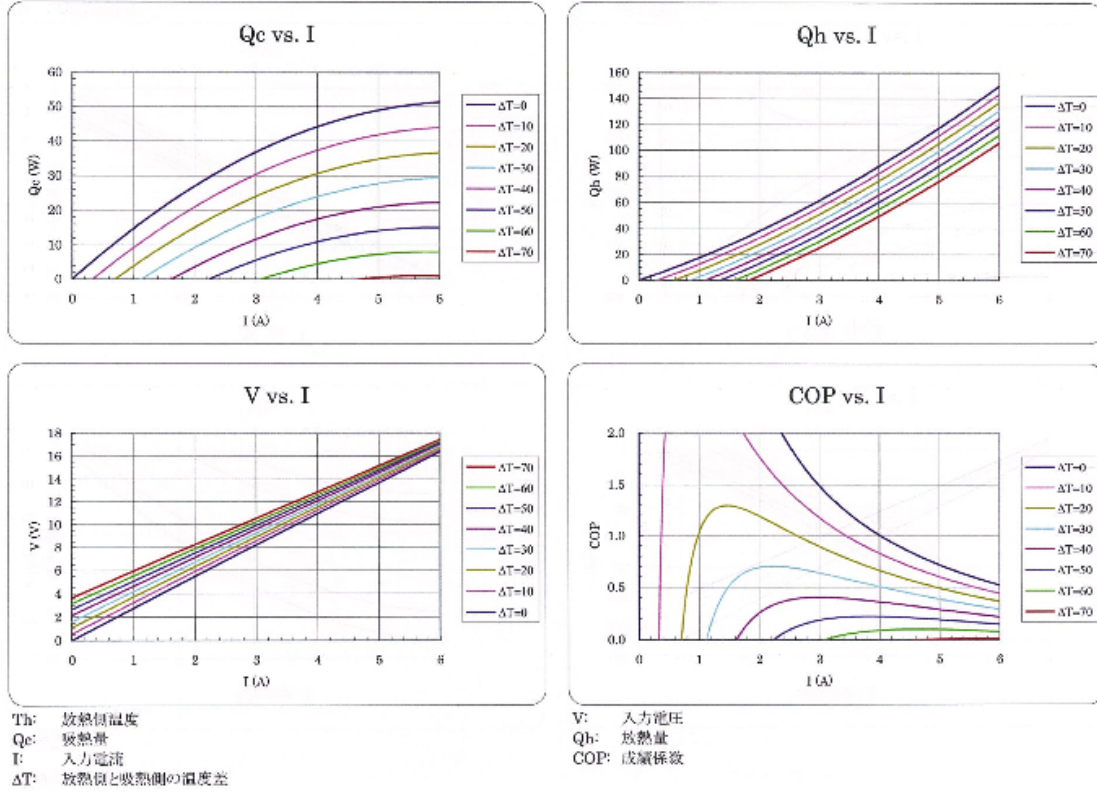 Qc vs. I
60
50
40
30
20
10
0
Qc (W)
0 1 2 3 4 5 6
I (A)
ΔT=0
ΔT=10
ΔT=20
ΔT=30
ΔT=40
ΔT=50
ΔT=60
ΔT=70
Qh vs. I
160
140
120
100
80
60
40
20
0
Qh (W)
0 1 2 3 4 5 6
I (A)
ΔT=0
ΔT=10
ΔT=20
ΔT=30
ΔT=40
ΔT=50
ΔT=60
ΔT=70
V vs. I
18
16
14
12
10
8
6
4
2
0
V (V)
0 1 2 3 4 5 6
I (A)
ΔT=70
ΔT=60
ΔT=50
ΔT=40
ΔT=30
ΔT=20
ΔT=10
ΔT=0
COP vs. I
2.0
1.5
1.0
0.5
0.0
COP
0 1 2 3 4 5 6
I (A)
ΔT=0
ΔT=10
ΔT=20
ΔT=30
ΔT=40
ΔT=50
ΔT=60
ΔT=70
Th: 放熱側温度
Qc: 吸熱量
I: 入力電流
ΔT: 放熱側と吸熱側の温度差
V: 入力電圧
Qh: 放熱量
COP: 成績係数